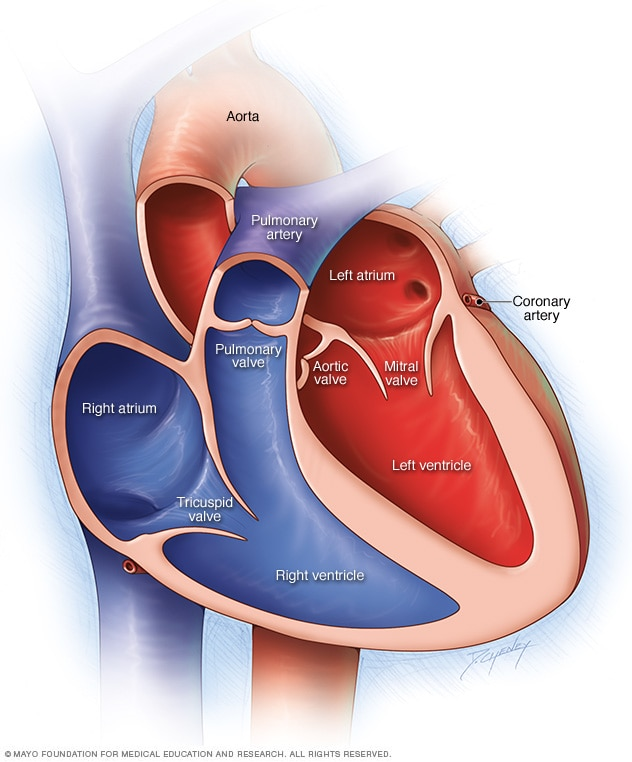 Aorta
Pulmonary
artery
Left atrium
Coronary
artery
Pulmonary
valve
Aortic
valve
Mitral
valve
Right atrium
Left ventricle
Tricuspid
valve
Right ventricle
P. CHENEY
© MAYO FOUNDATION FOR MEDICAL EDUCATION AND RESEARCH. ALL RIGHTS RESERVED.